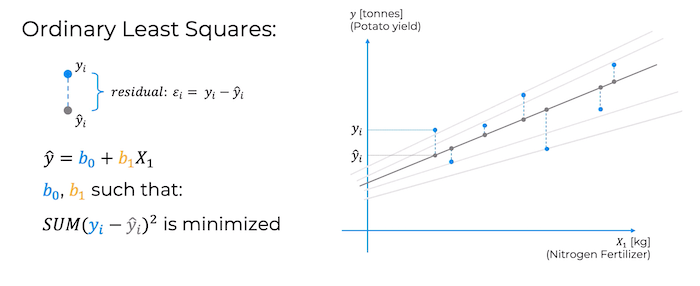 Ordinary Least Squares:
yᵢ
residual: εᵢ = yᵢ − ŷᵢ
ŷᵢ
ŷ = b₀ + b₁X₁
b₀, b₁ such that:
SUM(yᵢ − ŷᵢ)² is minimized
y [tonnes]
(Potato yield)
yᵢ
ŷᵢ
X₁ [kg]
(Nitrogen Fertilizer)